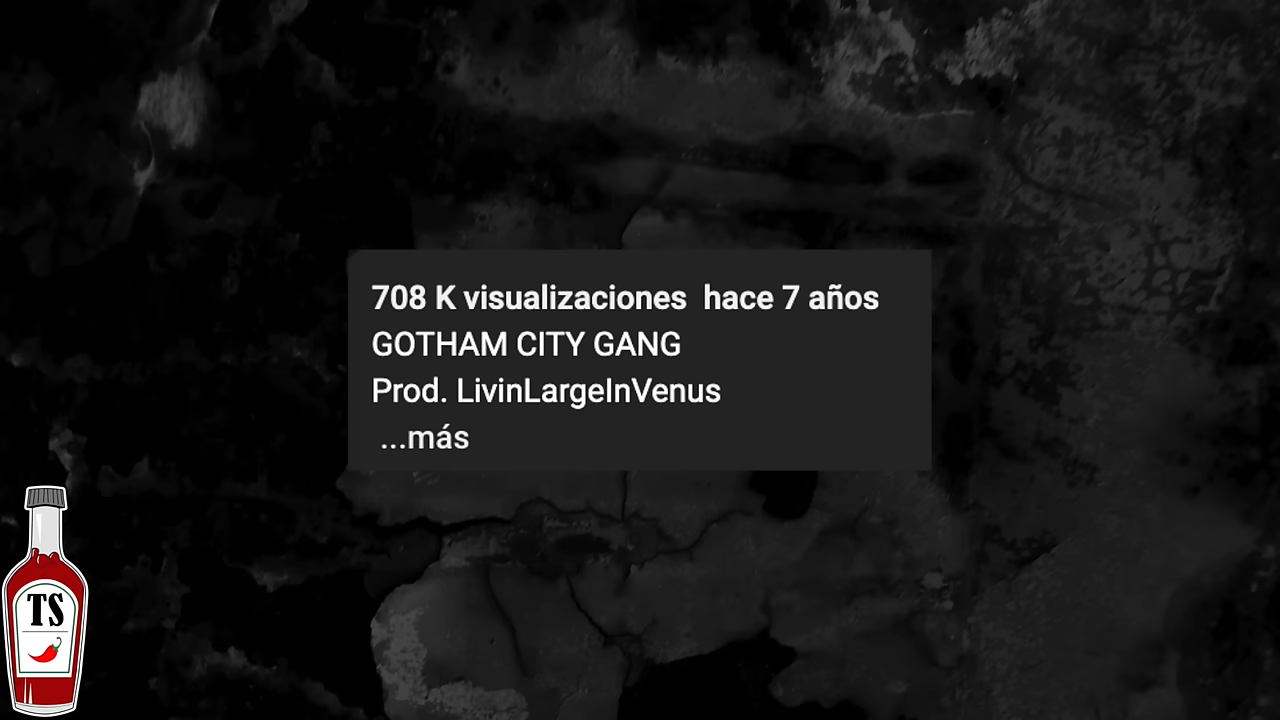 708 K visualizaciones hace 7 años
GOTHAM CITY GANG
Prod. LivinLargeInVenus
...más
TS